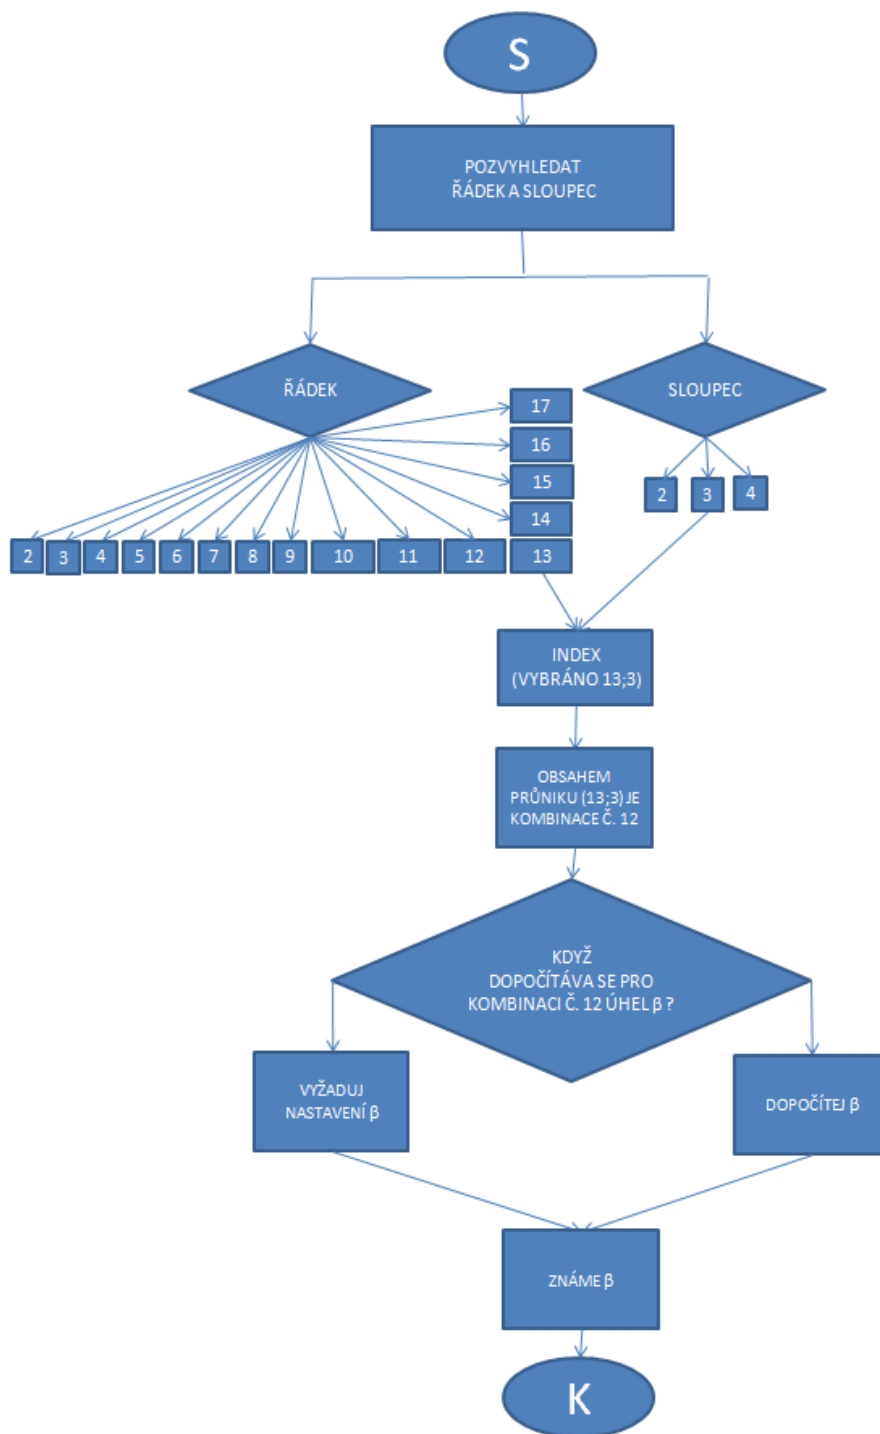 S
POZVYHLEDAT
ŘÁDEK A SLOUPEC
ŘÁDEK
SLOUPEC
17
16
15
14
2
3
4
2
3
4
5
6
7
8
9
10
11
12
13
INDEX
(VYBRÁNO 13;3)
OBSAHEM
PRŮNIKU (13;3) JE
KOMBINACE Č. 12
KDYŽ
DOPOČÍTÁVA SE PRO
KOMBINACI Č. 12 ÚHEL β ?
VYŽADUJ
NASTAVENÍ β
DOPOČÍTEJ β
ZNÁME β
K